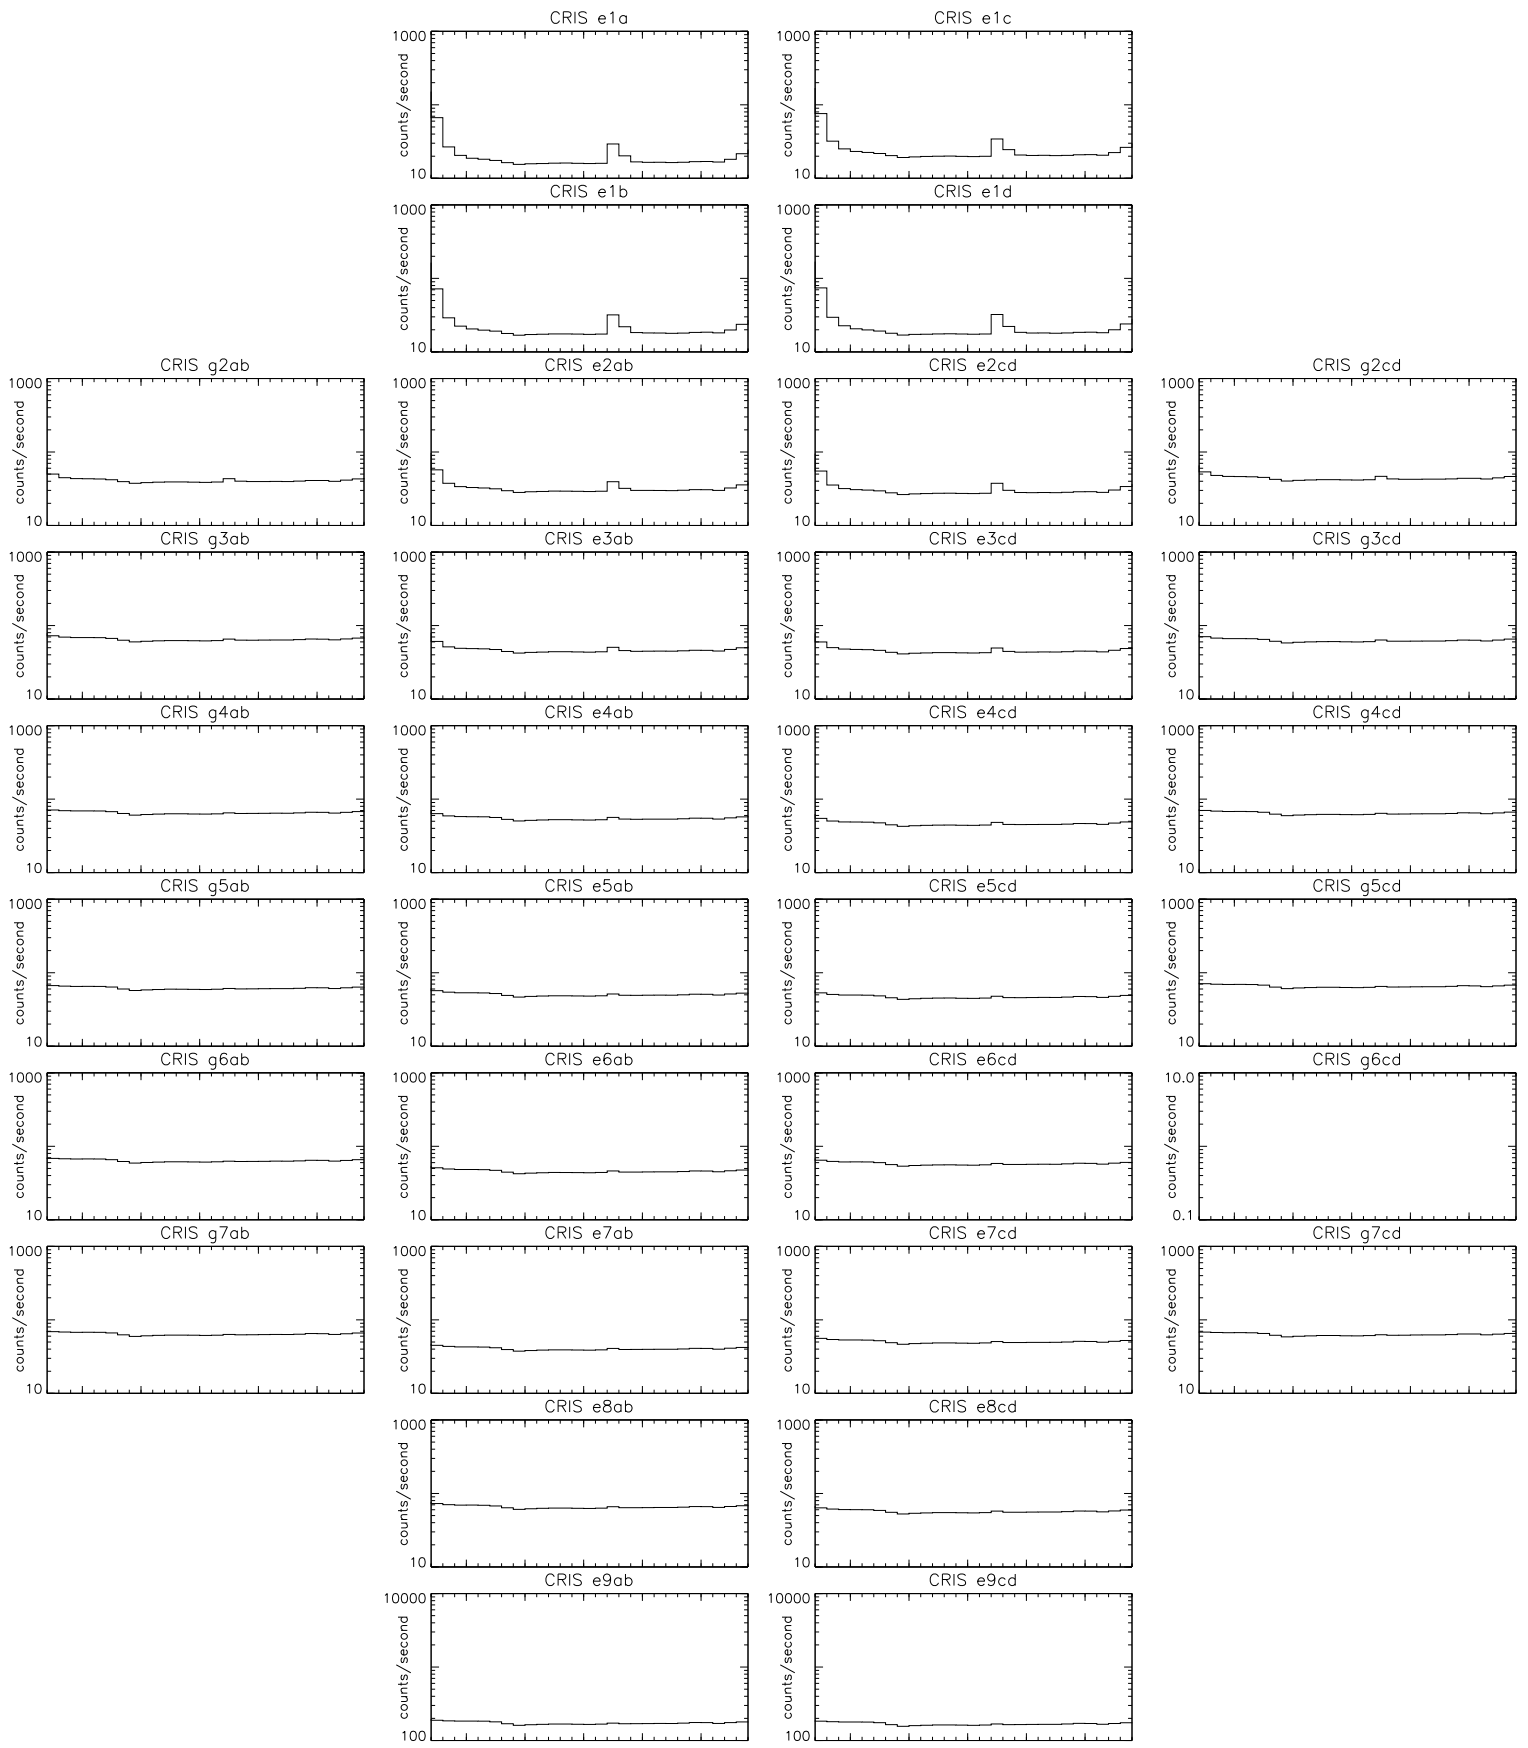 CRIS e1a
CRIS e1c
1000
counts/second
10
1000
counts/second
10
CRIS e1b
CRIS e1d
1000
counts/second
10
1000
counts/second
10
CRIS g2ab
CRIS e2ab
CRIS e2cd
CRIS g2cd
1000
counts/second
10
1000
counts/second
10
1000
counts/second
10
1000
counts/second
10
CRIS g3ab
CRIS e3ab
CRIS e3cd
CRIS g3cd
1000
counts/second
10
1000
counts/second
10
1000
counts/second
10
1000
counts/second
10
CRIS g4ab
CRIS e4ab
CRIS e4cd
CRIS g4cd
1000
counts/second
10
1000
counts/second
10
1000
counts/second
10
1000
counts/second
10
CRIS g5ab
CRIS e5ab
CRIS e5cd
CRIS g5cd
1000
counts/second
10
1000
counts/second
10
1000
counts/second
10
1000
counts/second
10
CRIS g6ab
CRIS e6ab
CRIS e6cd
CRIS g6cd
1000
counts/second
10
1000
counts/second
10
1000
counts/second
10
10.0
counts/second
0.1
CRIS g7ab
CRIS e7ab
CRIS e7cd
CRIS g7cd
1000
counts/second
10
1000
counts/second
10
1000
counts/second
10
1000
counts/second
10
CRIS e8ab
CRIS e8cd
1000
counts/second
10
1000
counts/second
10
CRIS e9ab
CRIS e9cd
10000
counts/second
100
10000
counts/second
100